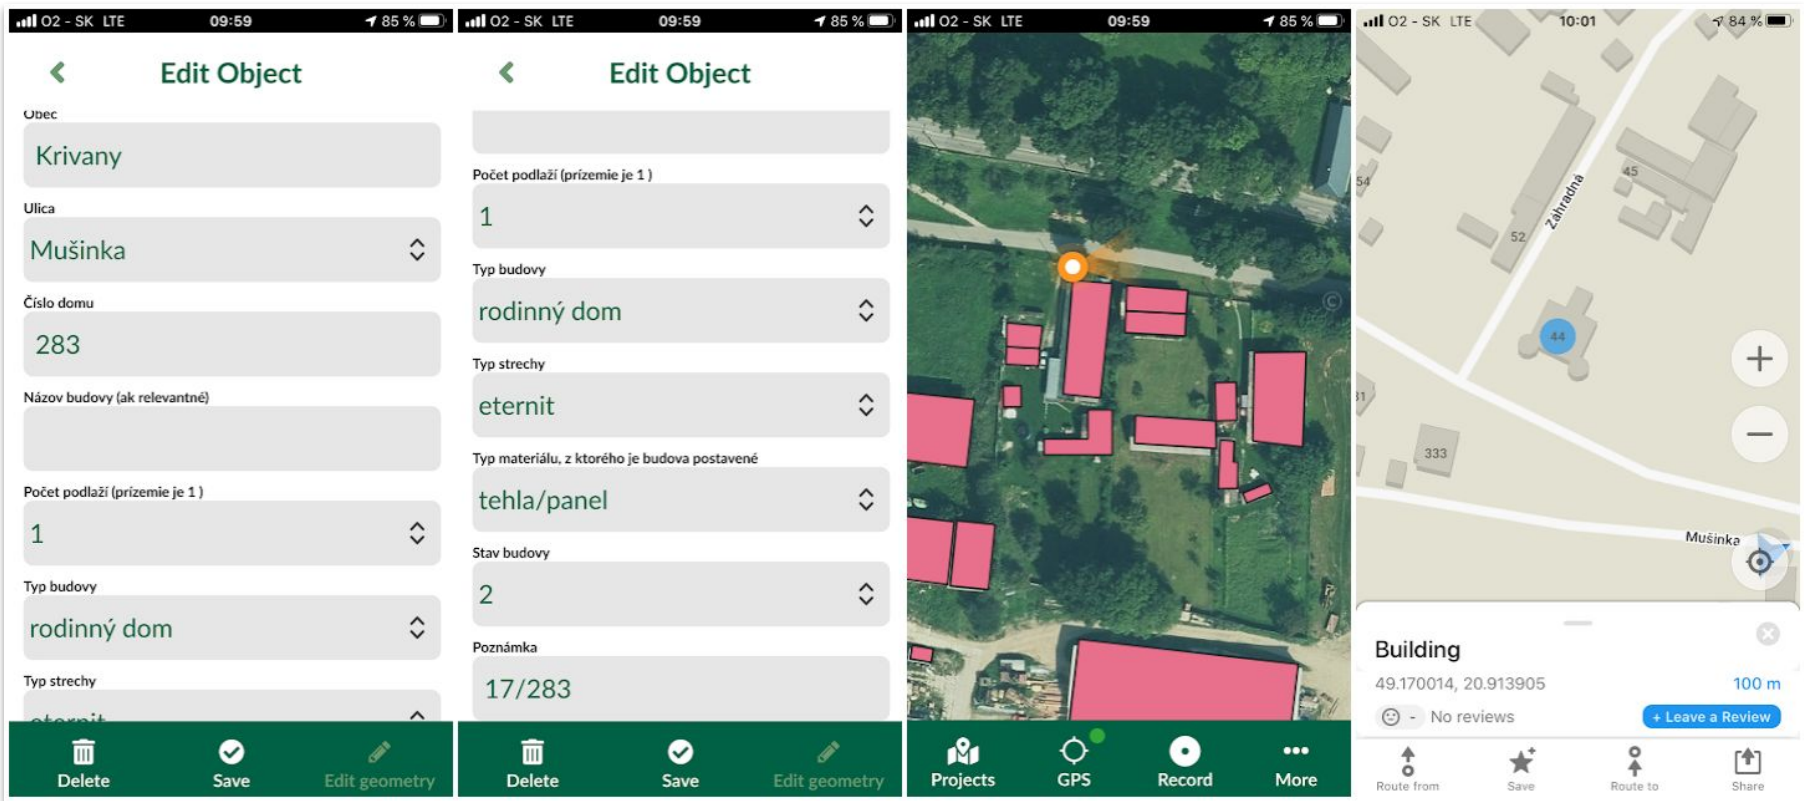 O2 - SK LTE 09:59 85 %
Edit Object
Obec
Krivany
Ulica
Mušinka
Číslo domu
283
Názov budovy (ak relevantné)
Počet podlaží (prízemie je 1 )
1
Typ budovy
rodinný dom
Typ strechy
eternit
Delete Save Edit geometry
O2 - SK LTE 09:59 85 %
Edit Object
Počet podlaží (prízemie je 1 )
1
Typ budovy
rodinný dom
Typ strechy
eternit
Typ materiálu, z ktorého je budova postavené
tehla/panel
Stav budovy
2
Poznámka
17/283
Delete Save Edit geometry
O2 - SK LTE 09:59 85 %
©
Projects GPS Record More
O2 - SK LTE 10:01 84 %
54
45
Záhradná
52
44
31
333
Mušinka
Building
49.170014, 20.913905 100 m
- No reviews + Leave a Review
Route from Save Route to Share